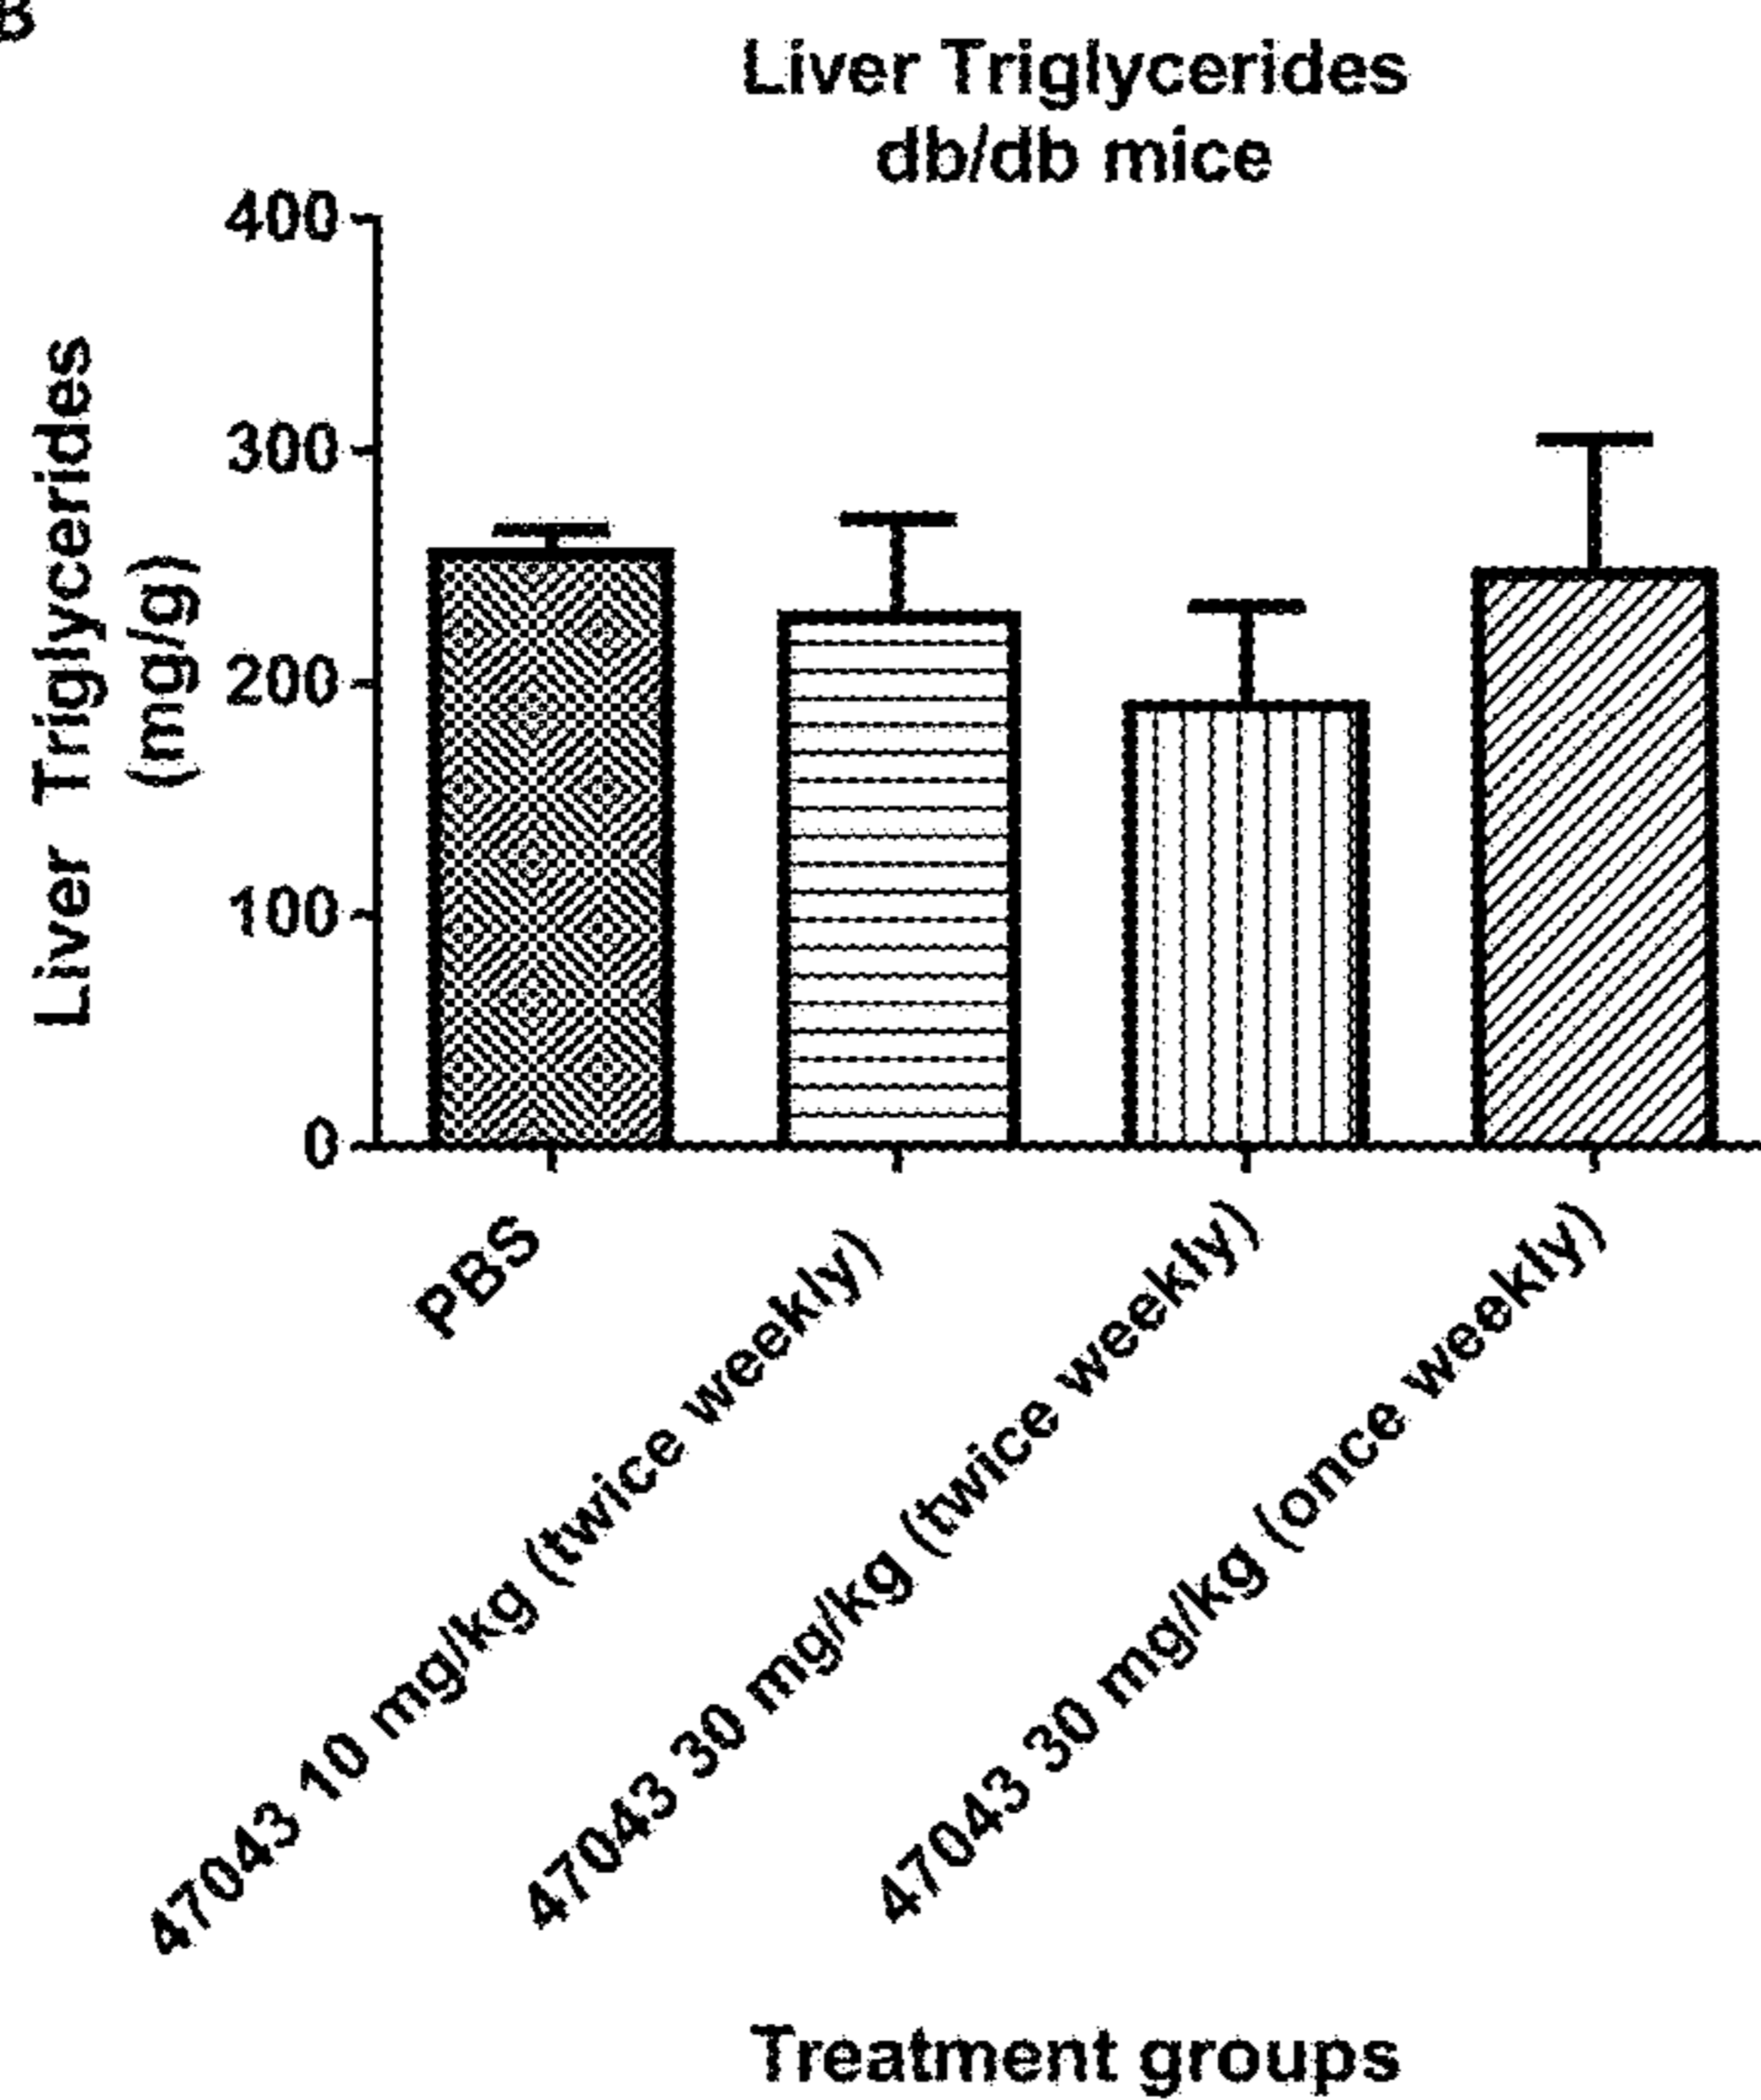 B
Liver Triglycerides
db/db mice
Liver Triglycerides
(mg/g)
400
300
200
100
0
PBS
47043 10 mg/kg (twice weekly)
47043 30 mg/kg (twice weekly)
47043 30 mg/kg (once weekly)
Treatment groups